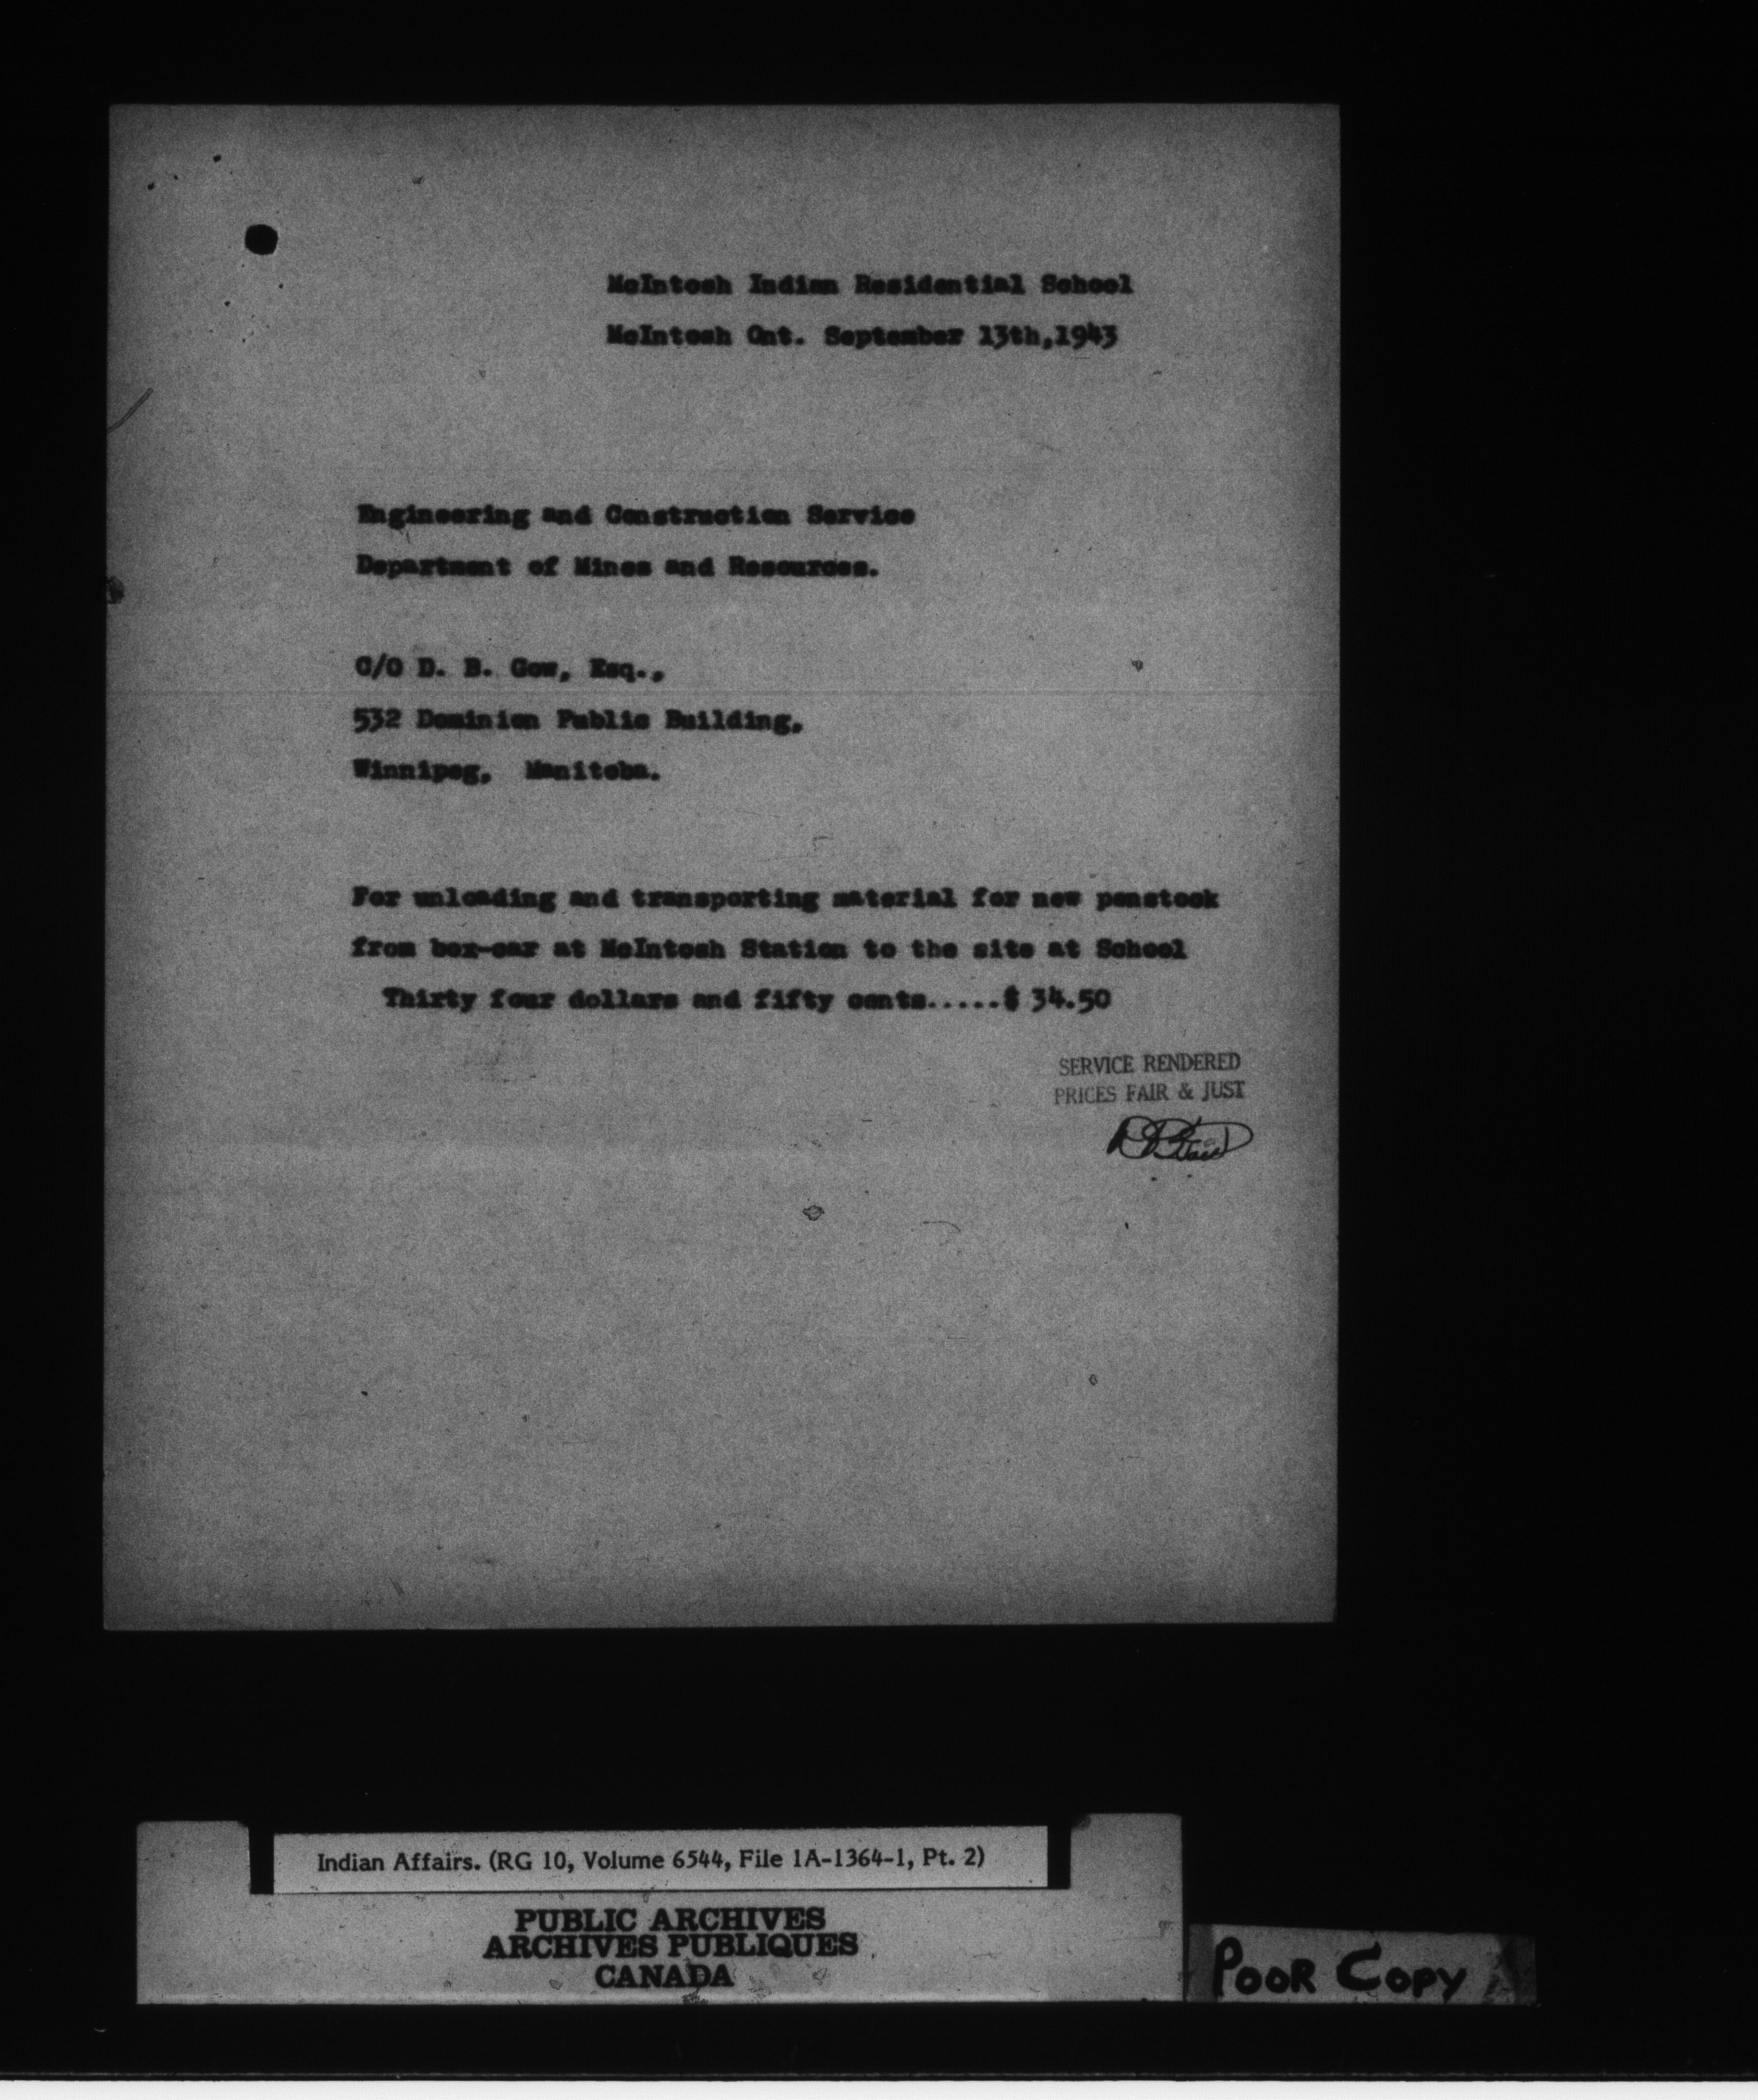 McIntosh Indian Residential School
McIntosh Ont. September 13th,1943
Engineering and Construction Service
Department of Mines and Resources.
C/O D. B. Gow, Esq.,
532 Dominion Public Building,
Winnipeg, Manitoba.
For unloading and transporting material for new penstock
from box-car at McIntosh Station to the site at School
Thirty four dollars and fifty cents.....$ 34.50
SERVICE RENDERED
PRICES FAIR & JUST
Indian Affairs. (RG 10, Volume 6544, File 1A-1364-1, Pt. 2)
PUBLIC ARCHIVES
ARCHIVES PUBLIQUES
CANADA
POOR COPY